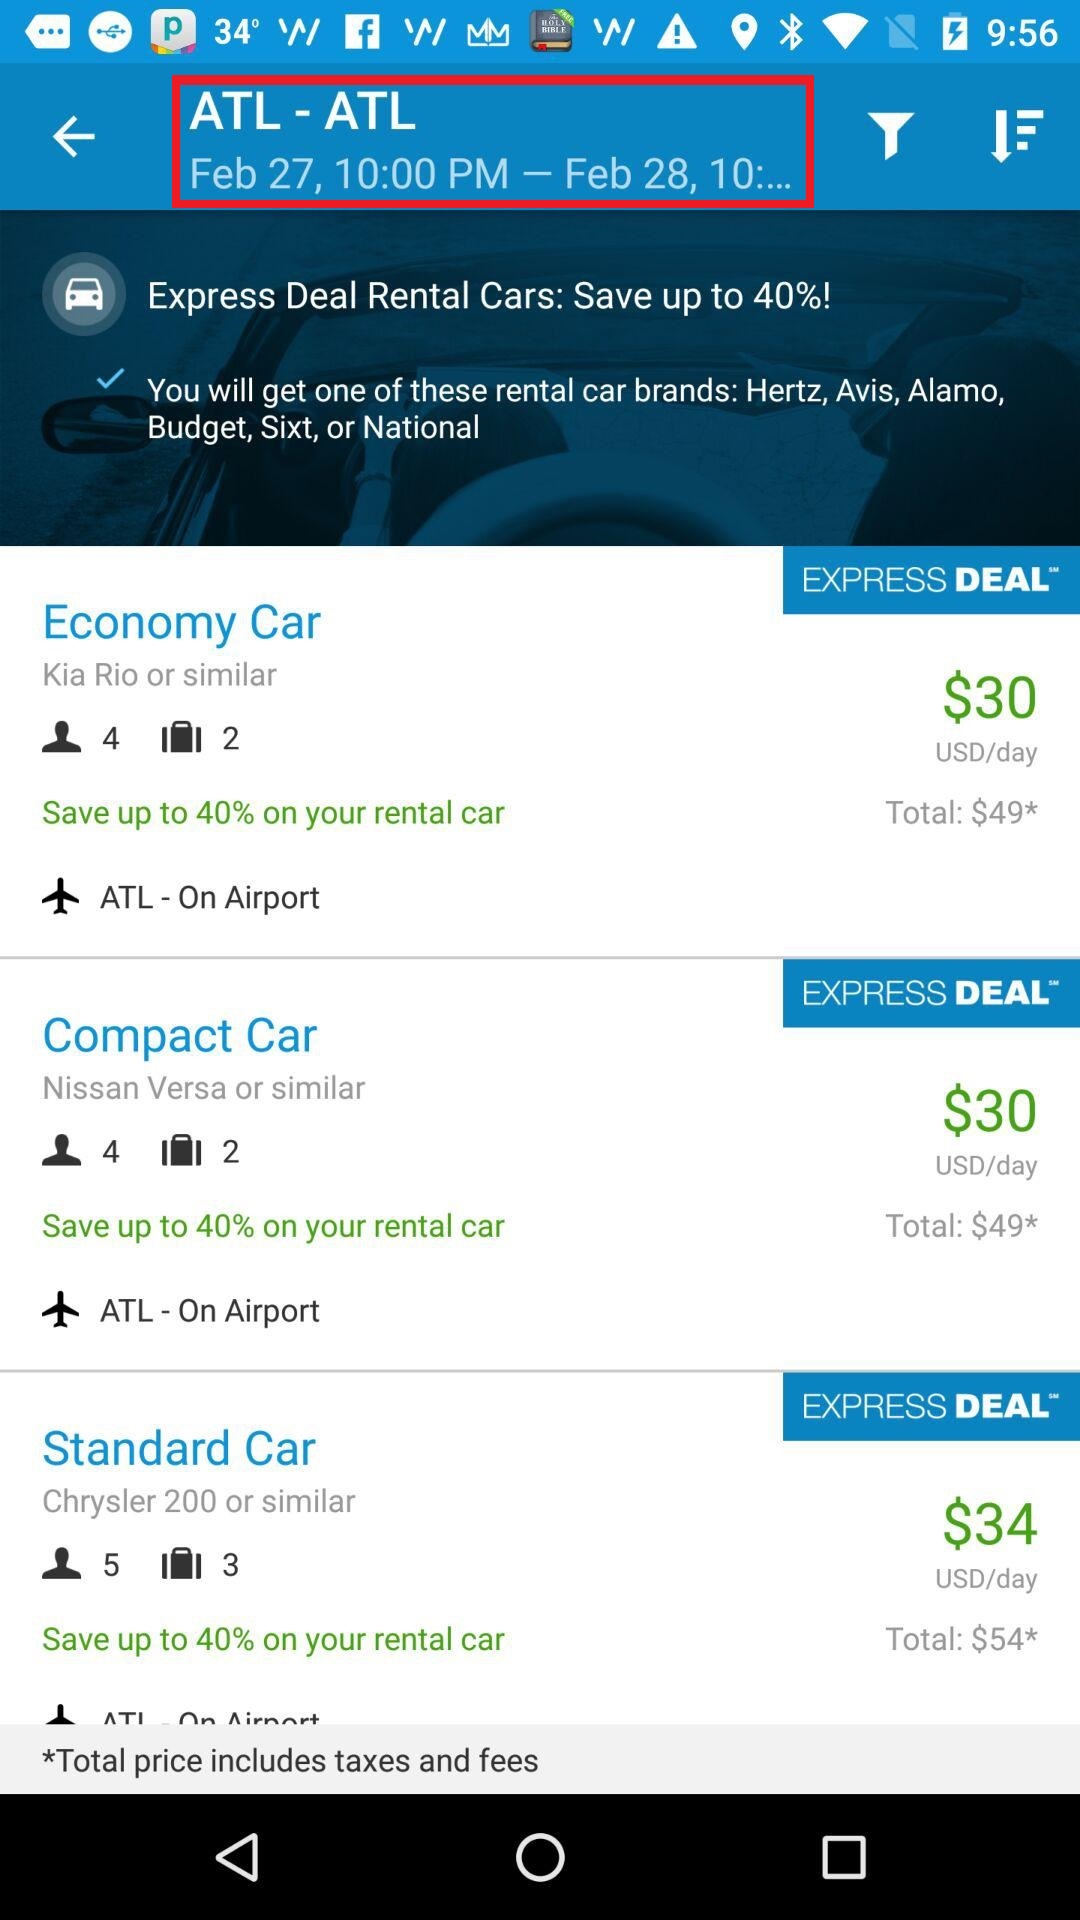 34° 9:56
ATL - ATL
Feb 27, 10:00 PM — Feb 28, 10:...
Express Deal Rental Cars: Save up to 40%!
You will get one of these rental car brands: Hertz, Avis, Alamo,
Budget, Sixt, or National
EXPRESS DEAL℠
Economy Car
Kia Rio or similar
$30
4 2
USD/day
Save up to 40% on your rental car
Total: $49*
ATL - On Airport
EXPRESS DEAL℠
Compact Car
Nissan Versa or similar
$30
4 2
USD/day
Save up to 40% on your rental car
Total: $49*
ATL - On Airport
EXPRESS DEAL℠
Standard Car
Chrysler 200 or similar
$34
5 3
USD/day
Save up to 40% on your rental car
Total: $54*
ATL - On Airport
*Total price includes taxes and fees